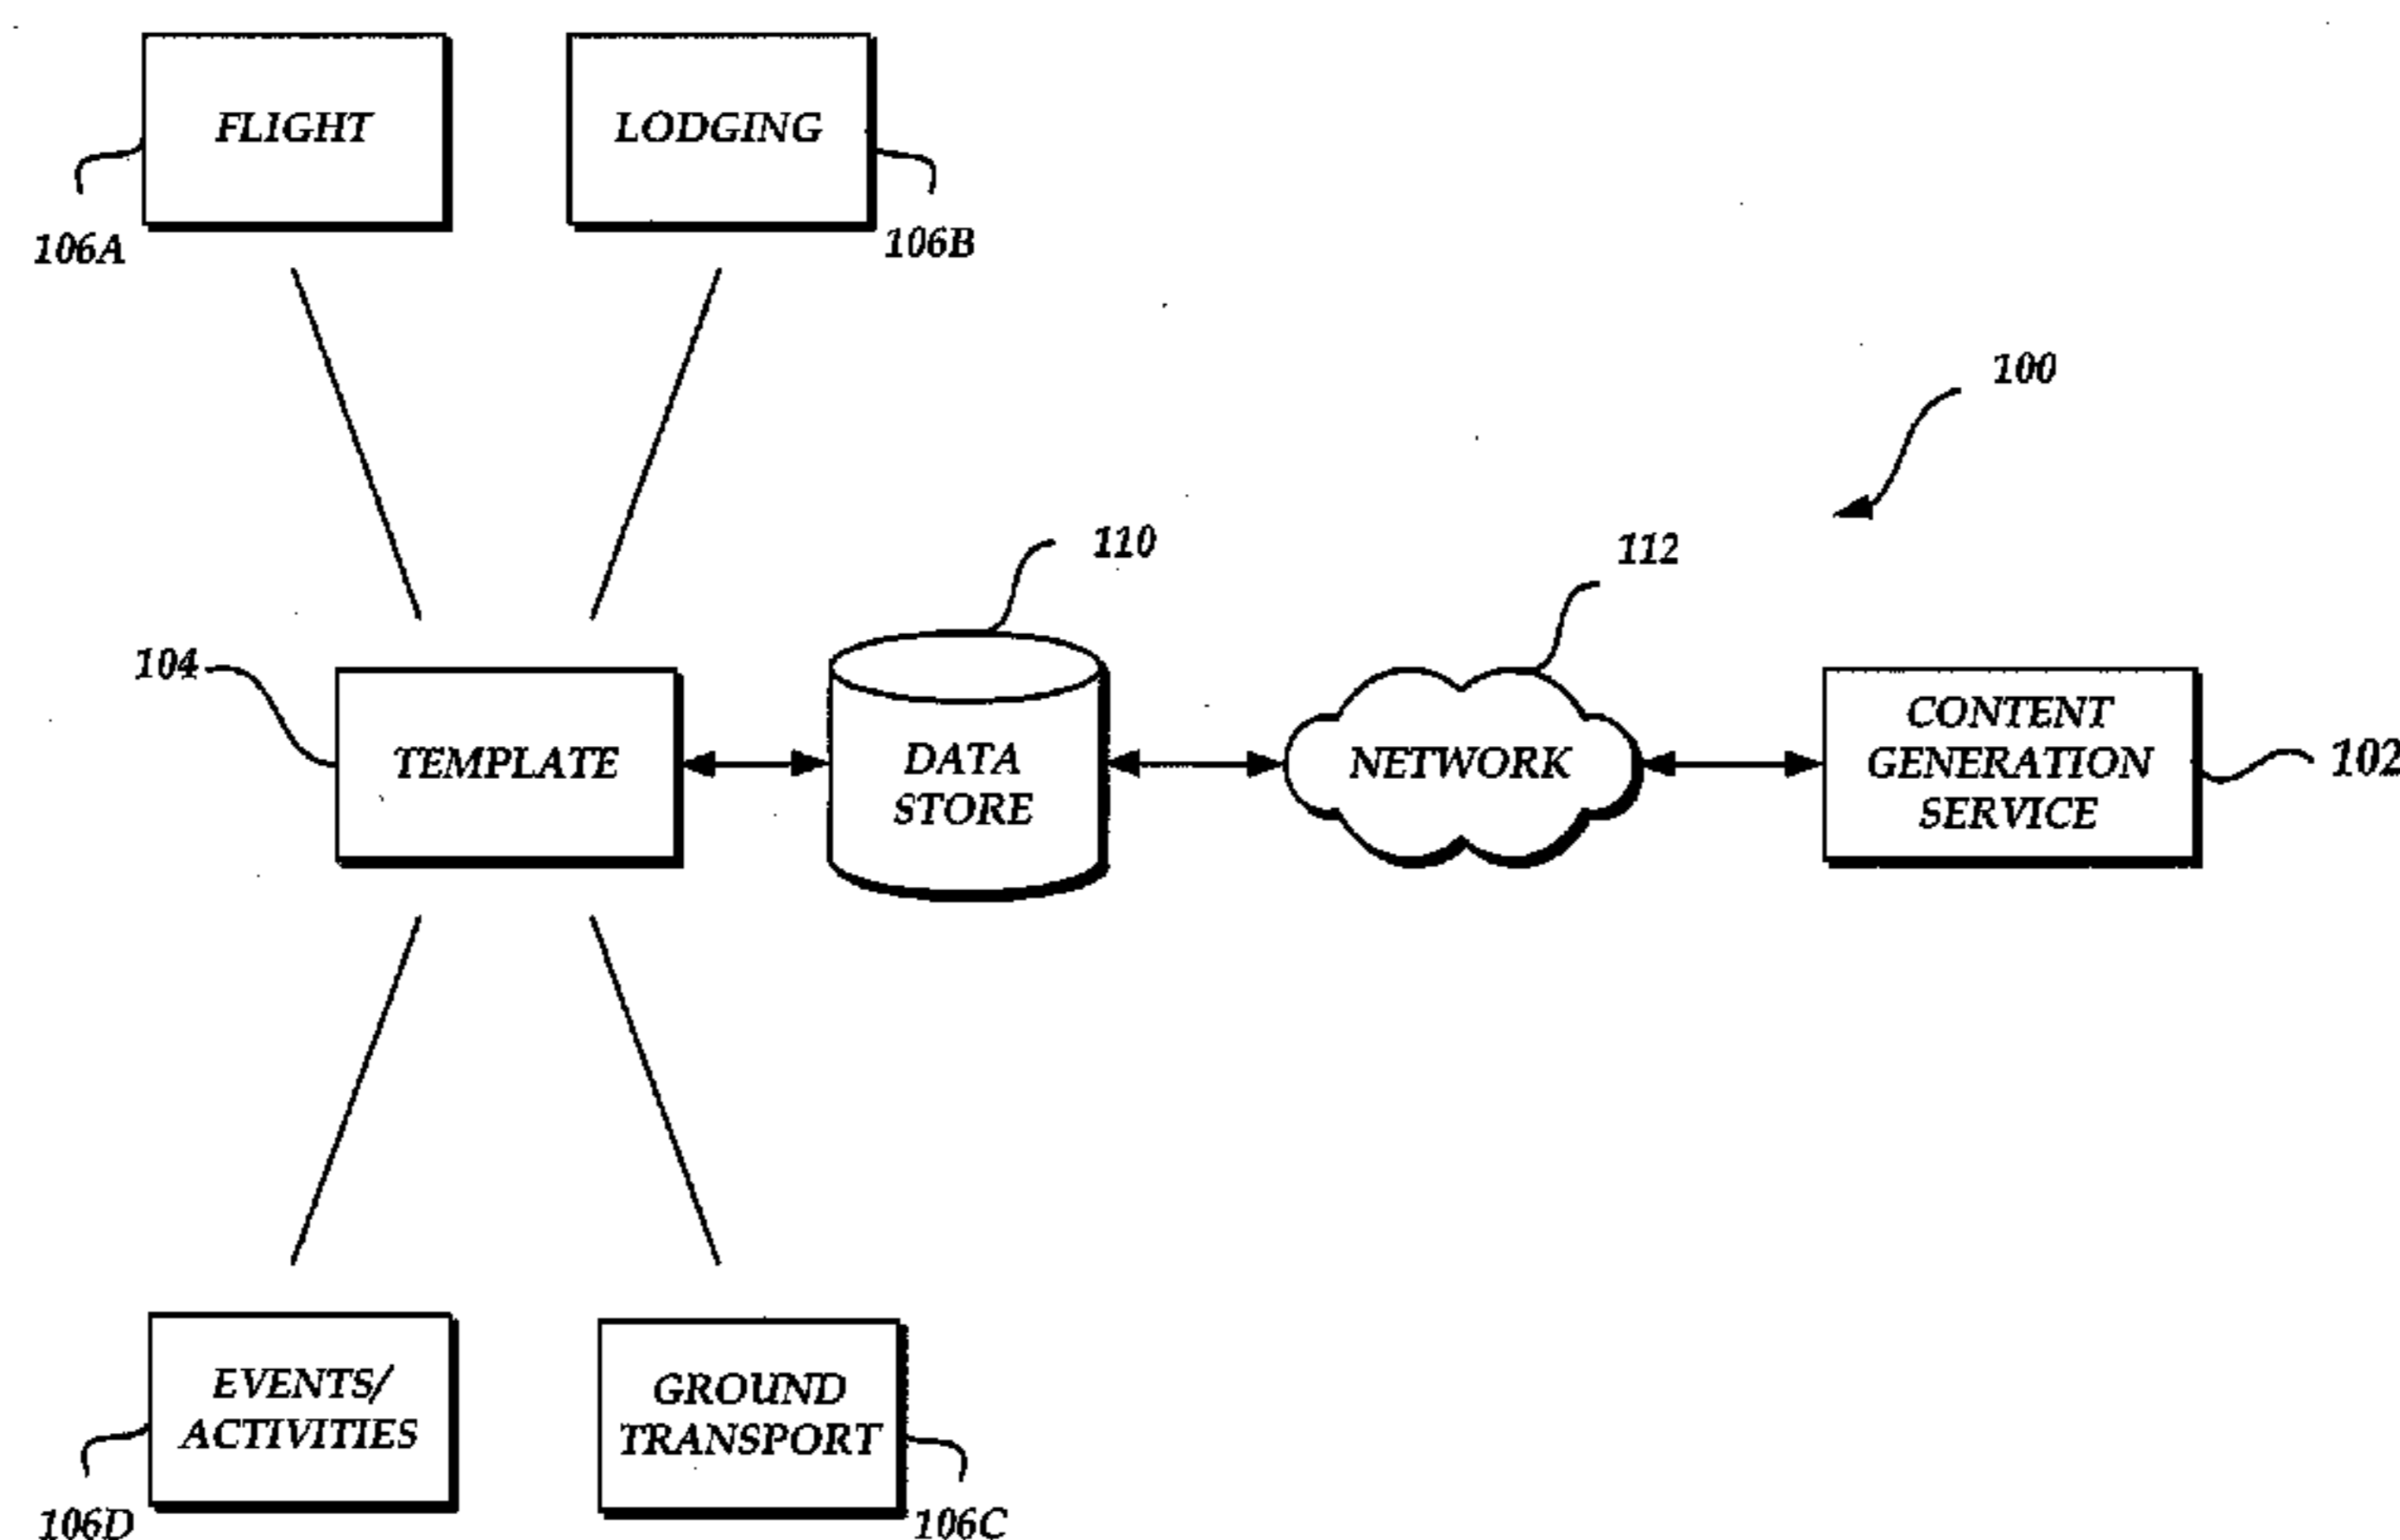 FLIGHT
LODGING
106A
106B
100
110
112
104
TEMPLATE
DATA
STORE
NETWORK
CONTENT
GENERATION
SERVICE
102
EVENTS/
ACTIVITIES
GROUND
TRANSPORT
106D
106C